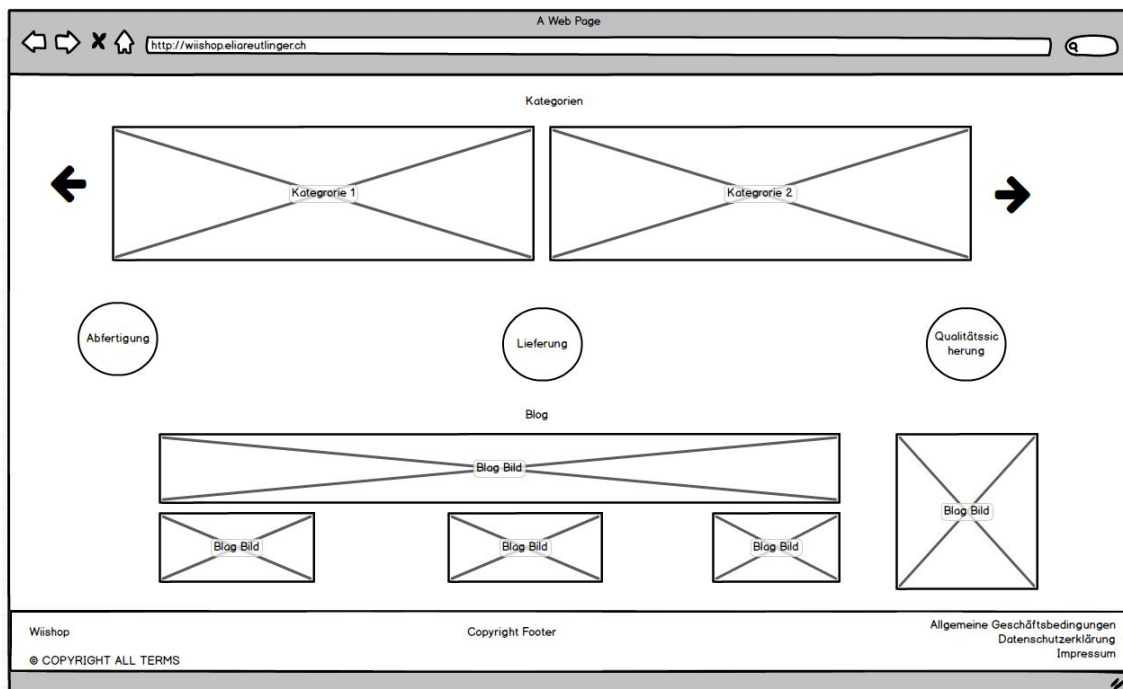 A Web Page
http://wiishop.eliareutlinger.ch
Kategorien
Kategrorie 1
Kategrorie 2
Abfertigung
Lieferung
Qualitätssic
herung
Blog
Blog Bild
Blog Bild
Blog Bild
Blog Bild
Blog Bild
Wiishop
Copyright Footer
Allgemeine Geschäftsbedingungen
Datenschutzerklärung
Impressum
© COPYRIGHT ALL TERMS